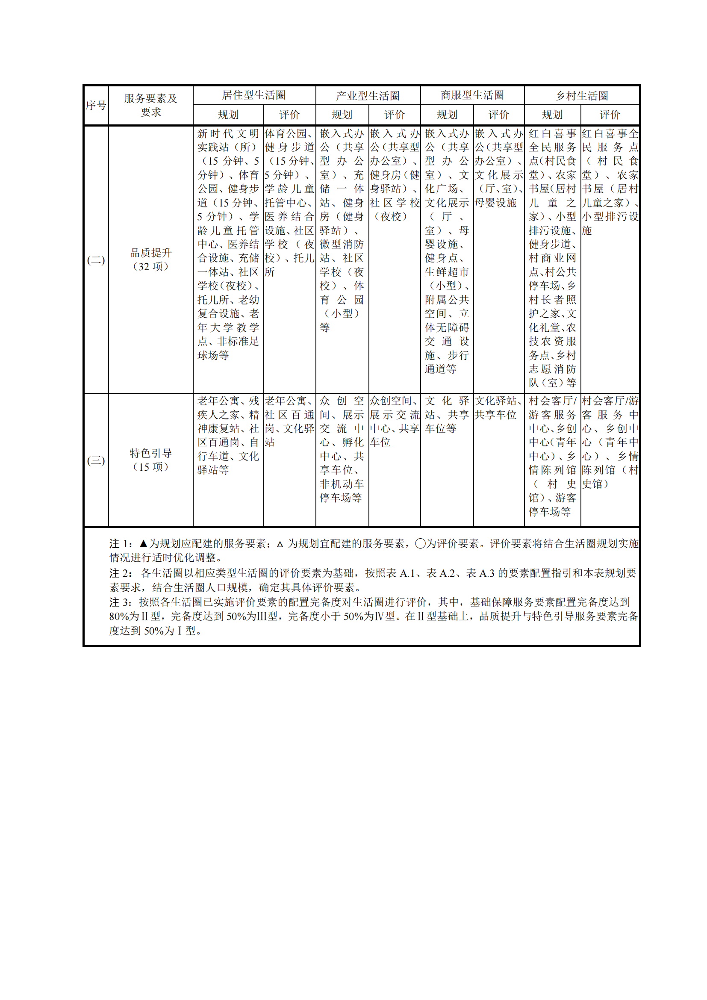 序号
服务要素及
要求
居住型生活圈
产业型生活圈
商服型生活圈
乡村生活圈
规划
评价
规划
评价
规划
评价
规划
评价
(二)
品质提升
（32 项）
新时代文明
实践站（所）
（15 分钟、5
分钟）、体育
公园、健身步
道（15 分钟、
5 分钟）、学
龄儿童托管
中心、医养结
合设施、充储
一体站、社区
学校（夜校）、
托儿所、老幼
复合设施、老
年大学教学
点、非标准足
球场等
体育公园、
健身步道
（15 分钟、
5 分钟）、
学龄儿童
托管中心、
医养结合
设施、社区
学校（夜
校）、托儿
所
嵌入式办
公（共享
型办公
室）、充
储一体
站、健身
房（健身
驿站）、
微型消防
站、社区
学校（夜
校）、体
育公园
（小型）
等
嵌入式办
公（共享型
办公室）、
健身房（健
身驿站）、
社区学校
（夜校）
嵌入式办
公（共享
型办公
室）、文
化广场、
文化展示
（厅、
室）、母
婴设施、
健身点、
生鲜超市
（小型）、
附属公共
空间、立
体无障碍
交通设
施、步行
通道等
嵌入式办
公（共享型
办公室）、
文化展示
（厅、室）、
母婴设施
红白喜事
全民服务
点（村民食
堂）、农家
书屋（居村
儿童之
家）、小型
排污设施、
健身步道、
村商业网
点、村公共
停车场、乡
村长者照
护之家、文
化礼堂、农
技农资服
务点、乡村
志愿消防
队（室）等
红白喜事全
民服务点
（村民食
堂）、农家
书屋（居村
儿童之家）、
小型排污设
施
(三)
特色引导
（15 项）
老年公寓、残
疾人之家、精
神康复站、社
区百通岗、自
行车道、文化
驿站等
老年公寓、
社区百通
岗、文化驿
站
众创空
间、展示
交流中
心、孵化
中心、共
享车位、
非机动车
停车场等
众创空间、
展示交流
中心、共享
车位
文化驿
站、共享
车位等
文化驿站、
共享车位
村会客厅/
游客服务
中心、乡创
中心（青年
中心）、乡
情陈列馆
（村史
馆）、游客
停车场等
村会客厅/游
客服务中
心、乡创中
心（青年中
心）、乡情
陈列馆（村
史馆）
注 1：▲为规划应配建的服务要素；△ 为规划宜配建的服务要素，◯为评价要素。评价要素将结合生活圈规划实施
情况进行适时优化调整。
注 2： 各生活圈以相应类型生活圈的评价要素为基础，按照表 A.1、表 A.2、表 A.3 的要素配置指引和本表规划要
素要求，结合生活圈人口规模，确定其具体评价要素。
注 3：按照各生活圈已实施评价要素的配置完备度对生活圈进行评价，其中，基础保障服务要素配置完备度达到
80%为Ⅱ型，完备度达到 50%为Ⅲ型，完备度小于 50%为Ⅳ型。在Ⅱ型基础上，品质提升与特色引导服务要素完备
度达到 50%为Ⅰ型。